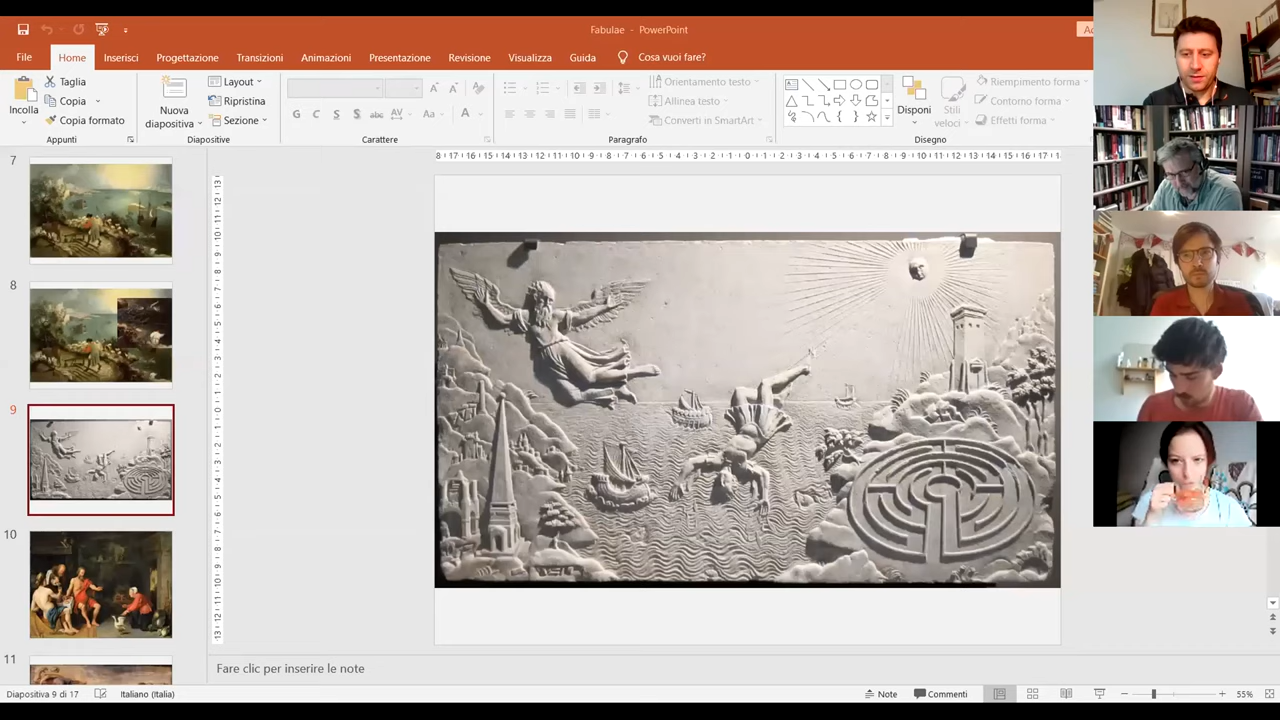 Fabulae - PowerPoint
File Home Inserisci Progettazione Transizioni Animazioni Presentazione Revisione Visualizza Guida Cosa vuoi fare?
Incolla
Taglia
Copia
Copia formato
Appunti
Nuova diapositiva
Layout
Ripristina
Sezione
Diapositive
G C S S abc AV Aa A
Carattere
Orientamento testo
Allinea testo
Converti in SmartArt
Paragrafo
Disponi
Stili veloci
Riempimento forma
Contorno forma
Effetti forma
Disegno
7
8
9
10
11
Fare clic per inserire le note
Diapositiva 9 di 17 Italiano (Italia) Note Commenti 55%